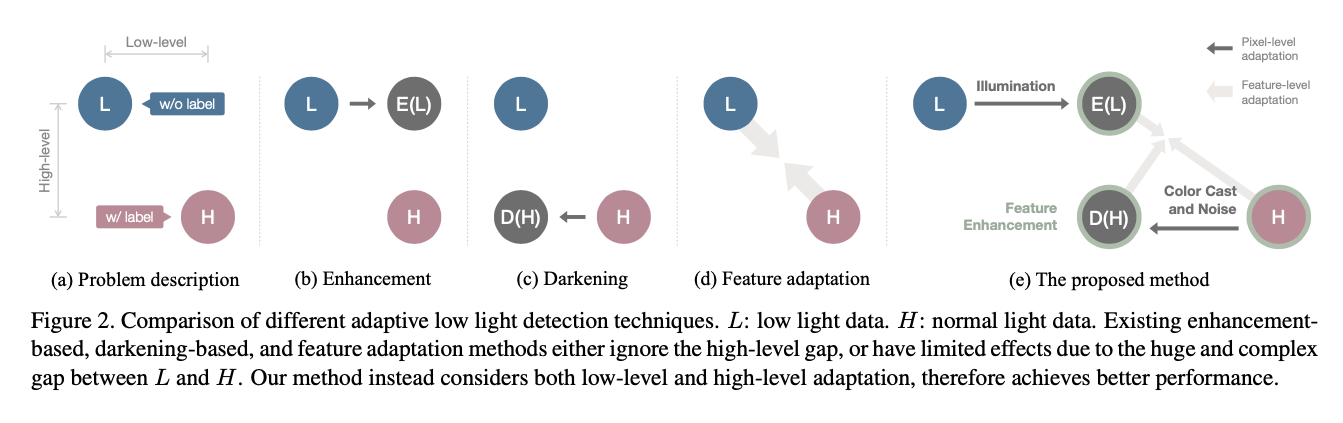 Low-level
High-level
L
w/o label
w/ label
H
L
E(L)
H
L
D(H)
H
L
H
L
Illumination
E(L)
Feature
Enhancement
D(H)
Color Cast
and Noise
H
Pixel-level
adaptation
Feature-level
adaptation
(a) Problem description
(b) Enhancement
(c) Darkening
(d) Feature adaptation
(e) The proposed method
Figure 2. Comparison of different adaptive low light detection techniques. L: low light data. H: normal light data. Existing enhancement-
based, darkening-based, and feature adaptation methods either ignore the high-level gap, or have limited effects due to the huge and complex
gap between L and H. Our method instead considers both low-level and high-level adaptation, therefore achieves better performance.